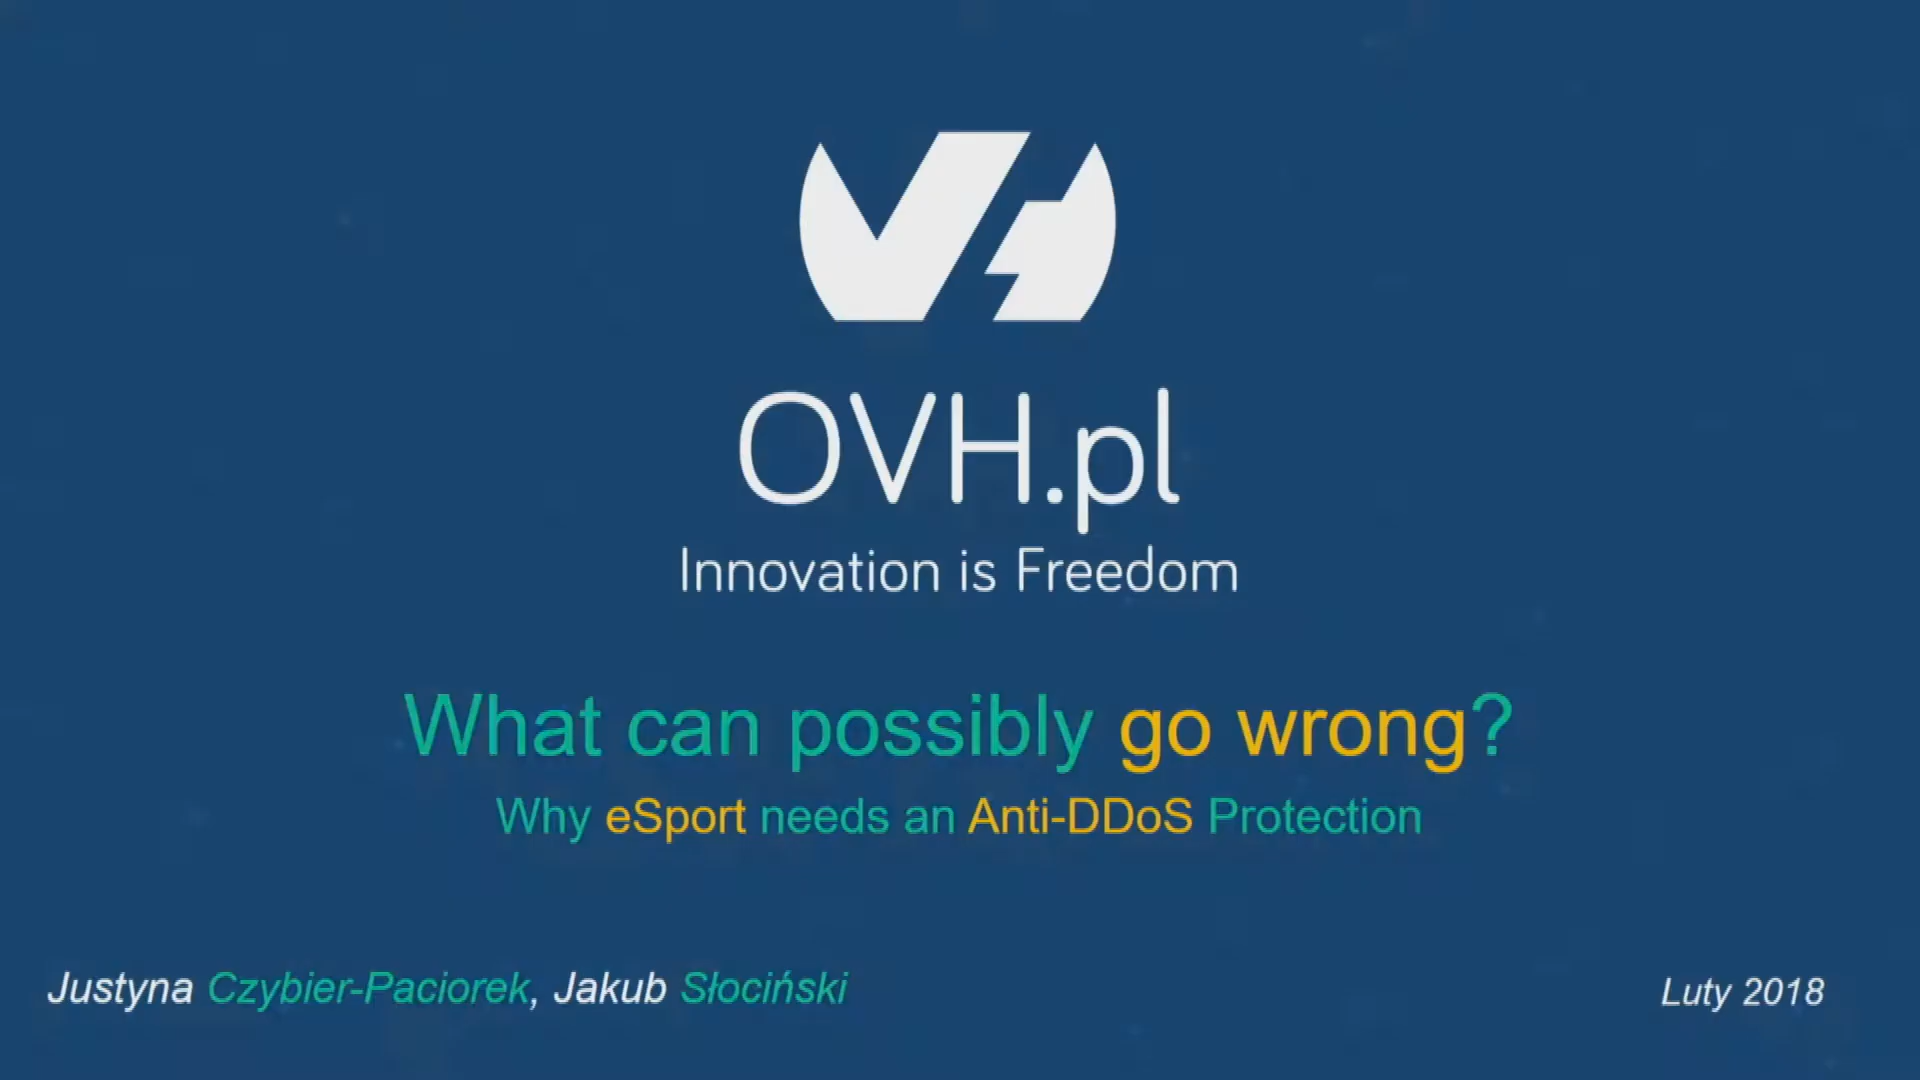 OVH.pl
Innovation is Freedom
What can possibly go wrong?
Why eSport needs an Anti-DDoS Protection
Justyna Czybier-Paciorek, Jakub Słociński
Luty 2018